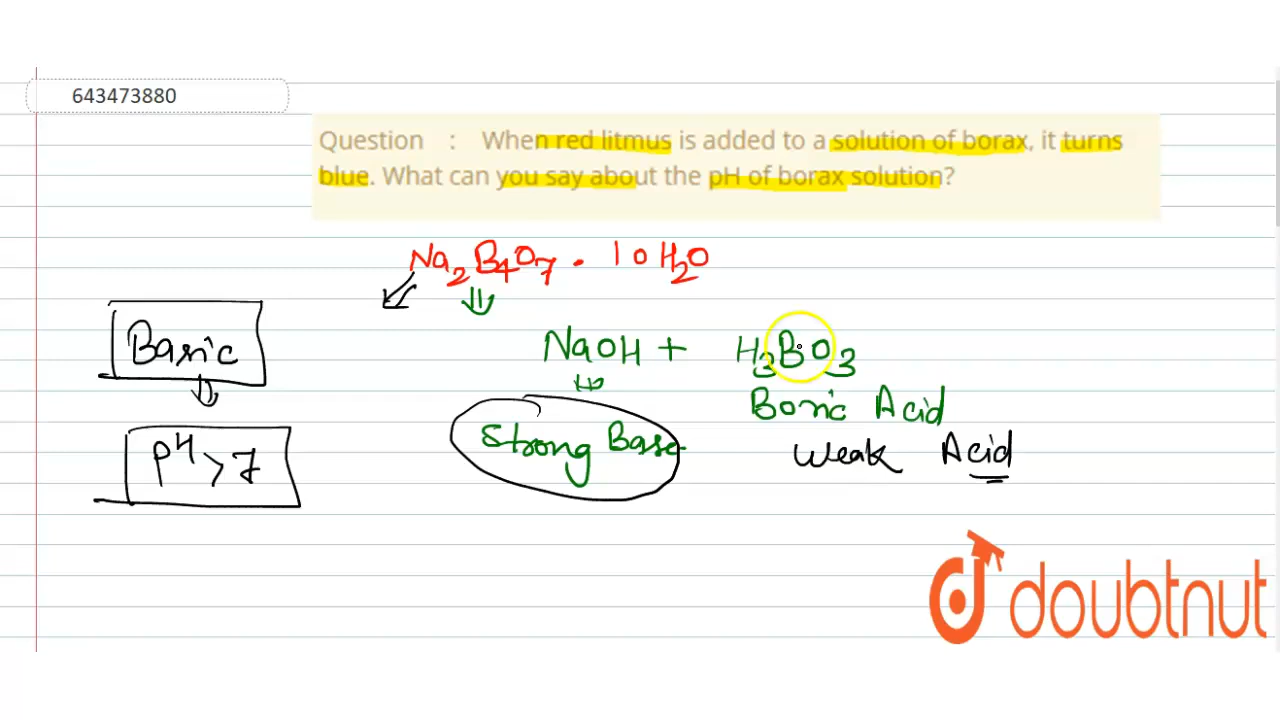 643473880
Question : When red litmus is added to a solution of borax, it turns
blue. What can you say about the pH of borax solution?
Na2B4O7 . 10H2O
Basic
NaOH + H3BO3
Boric Acid
Strong Base
Weak Acid
PH > 7
doubtnut